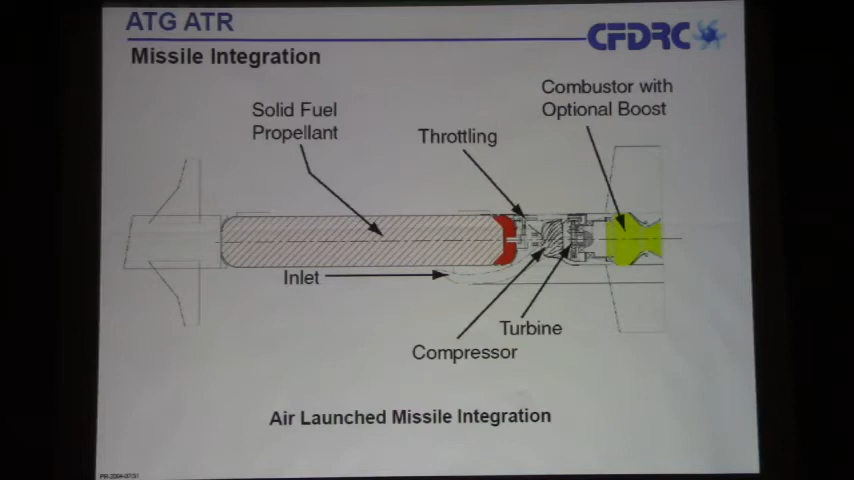 ATG ATR
CFDRC
Missile Integration
Combustor with
Optional Boost
Solid Fuel
Propellant
Throttling
Inlet
Turbine
Compressor
Air Launched Missile Integration